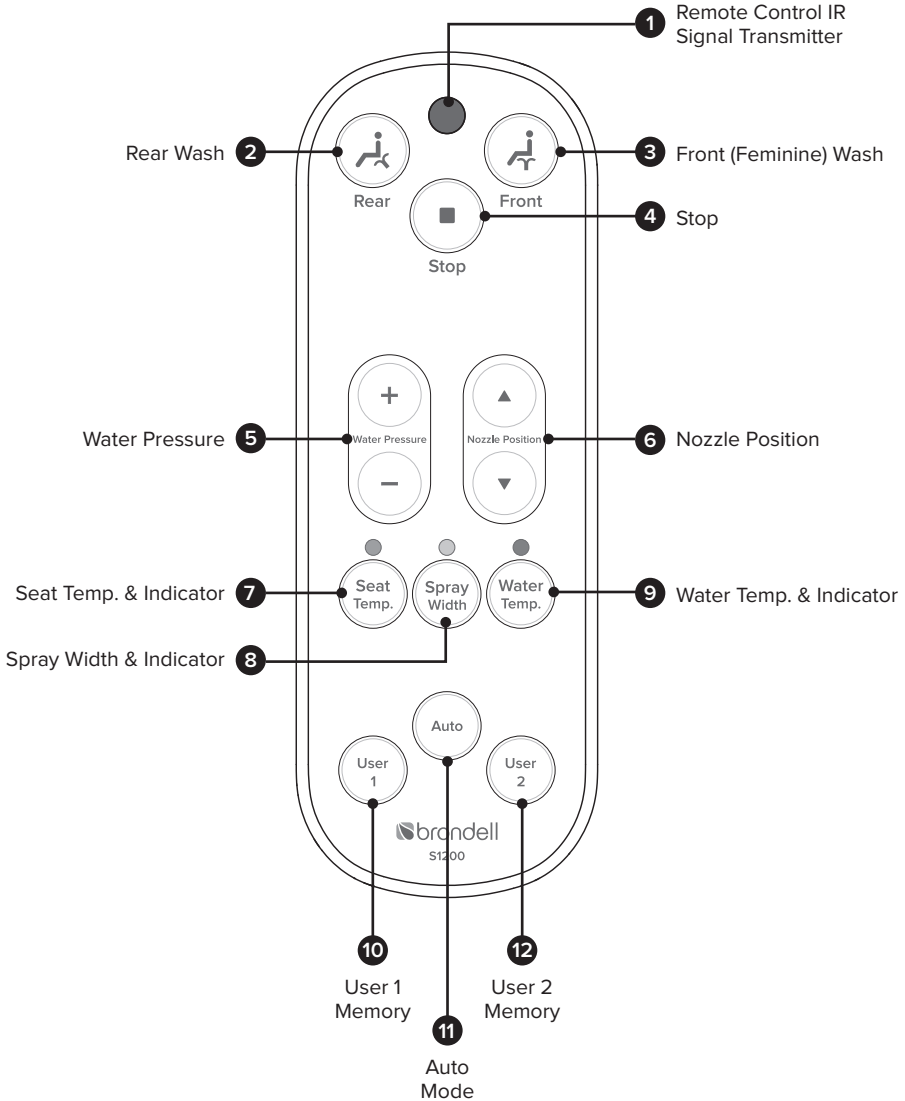 1 Remote Control IR
Signal Transmitter
Rear Wash 2
3 Front (Feminine) Wash
Rear
Front
4 Stop
Stop
+
Water Pressure 5
Water Pressure
Nozzle Position
6 Nozzle Position
−
Seat Temp. & Indicator 7
Seat
Temp.
Spray
Width
Water
Temp.
9 Water Temp. & Indicator
Spray Width & Indicator 8
Auto
User
1
User
2
brondell
S1200
10
User 1
Memory
12
User 2
Memory
11
Auto
Mode